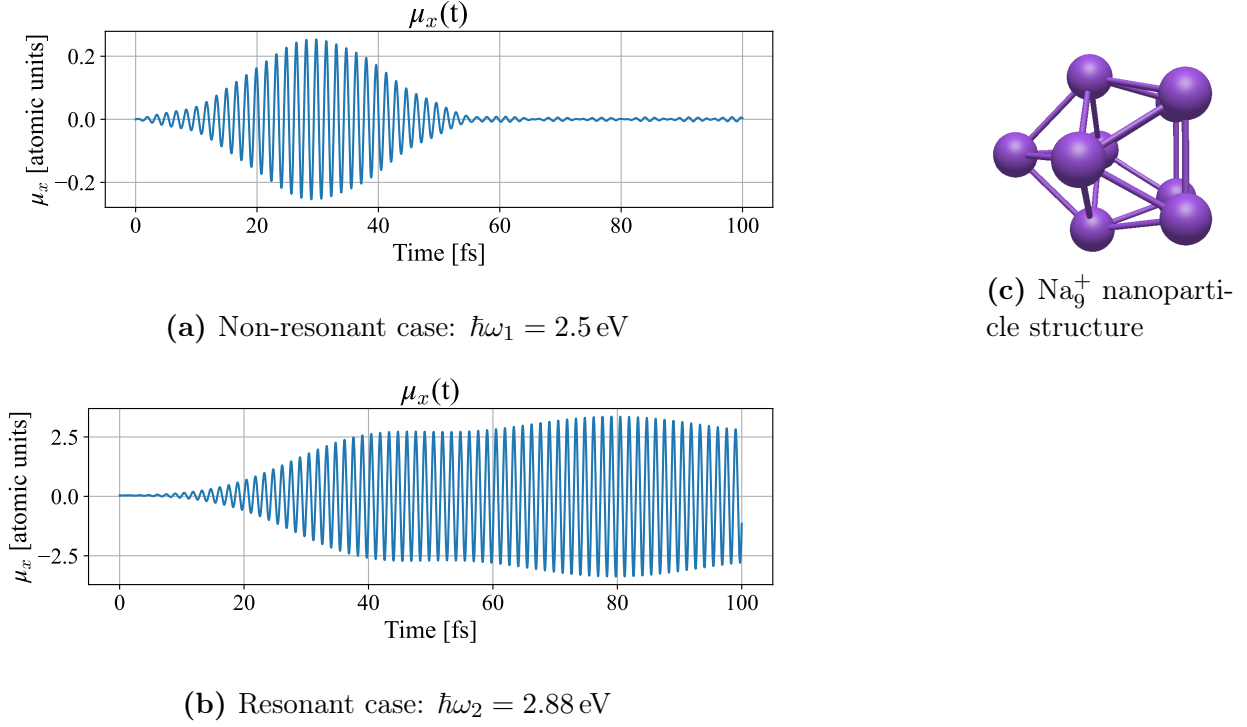 μₓ(t)
μₓ [atomic units]
0.2
0.0
−0.2
0 20 40 60 80 100
Time [fs]
(a) Non-resonant case: ℏω₁ = 2.5 eV
(c) Na₉⁺ nanoparti-
cle structure
μₓ(t)
μₓ [atomic units]
2.5
0.0
−2.5
0 20 40 60 80 100
Time [fs]
(b) Resonant case: ℏω₂ = 2.88 eV